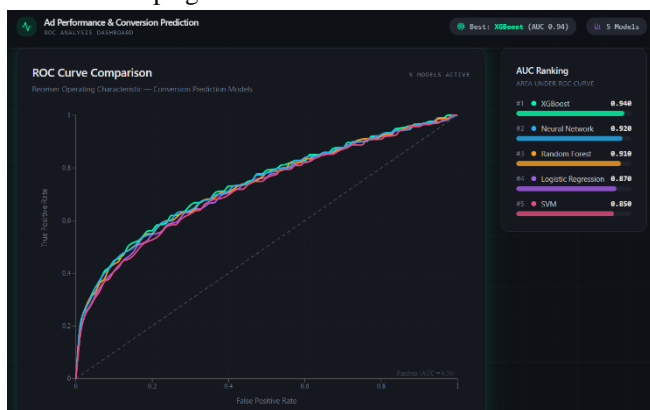 Ad Performance & Conversion Prediction
ROC ANALYSIS DASHBOARD
Best: XGBoost (AUC 0.94)
5 Models
ROC Curve Comparison
5 MODELS ACTIVE
Receiver Operating Characteristic — Conversion Prediction Models
AUC Ranking
AREA UNDER ROC CURVE
#1 XGBoost 0.940
#2 Neural Network 0.920
#3 Random Forest 0.910
#4 Logistic Regression 0.870
#5 SVM 0.850
1
0.8
0.6
0.4
0.2
0
True Positive Rate
Random (AUC = 0.50)
0 0.2 0.4 0.6 0.8 1
False Positive Rate